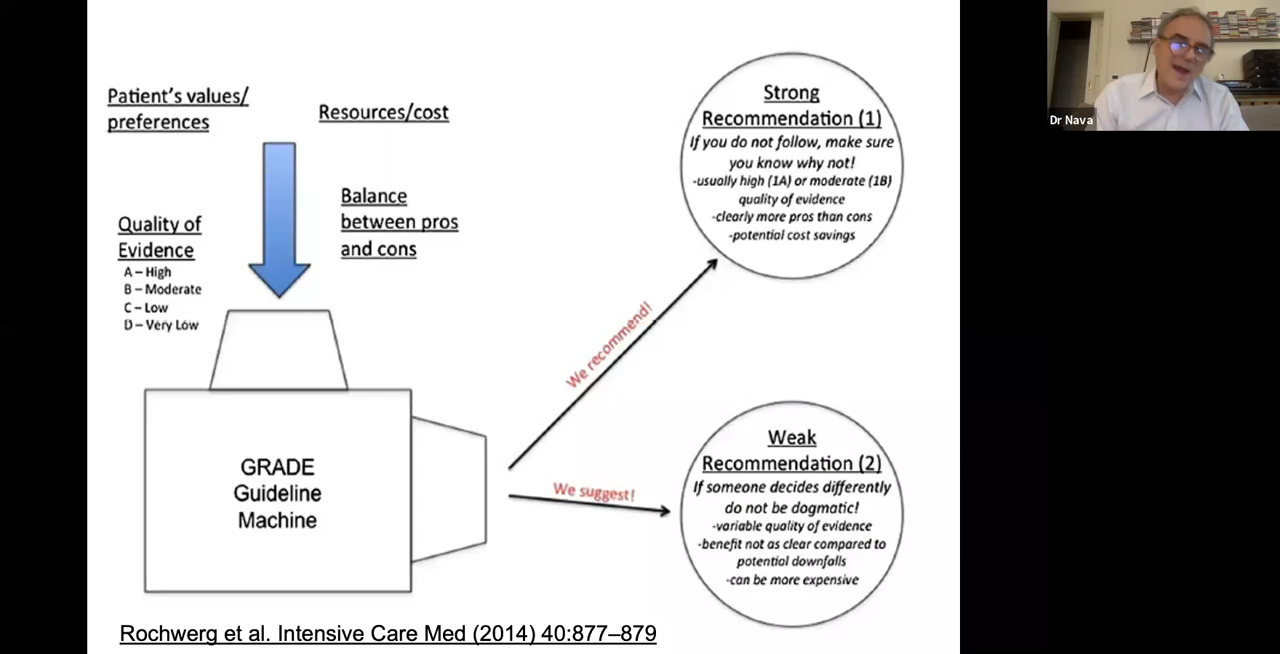 Patient's values/
preferences
Resources/cost
Quality of
Evidence
A – High
B – Moderate
C – Low
D – Very Low
Balance
between pros
and cons
GRADE
Guideline
Machine
We recommend!
We suggest!
Strong
Recommendation (1)
If you do not follow, make sure
you know why not!
-usually high (1A) or moderate (1B)
quality of evidence
-clearly more pros than cons
-potential cost savings
Weak
Recommendation (2)
If someone decides differently
do not be dogmatic!
-variable quality of evidence
-benefit not as clear compared to
potential downfalls
-can be more expensive
Rochwerg et al. Intensive Care Med (2014) 40:877–879
Dr Nava